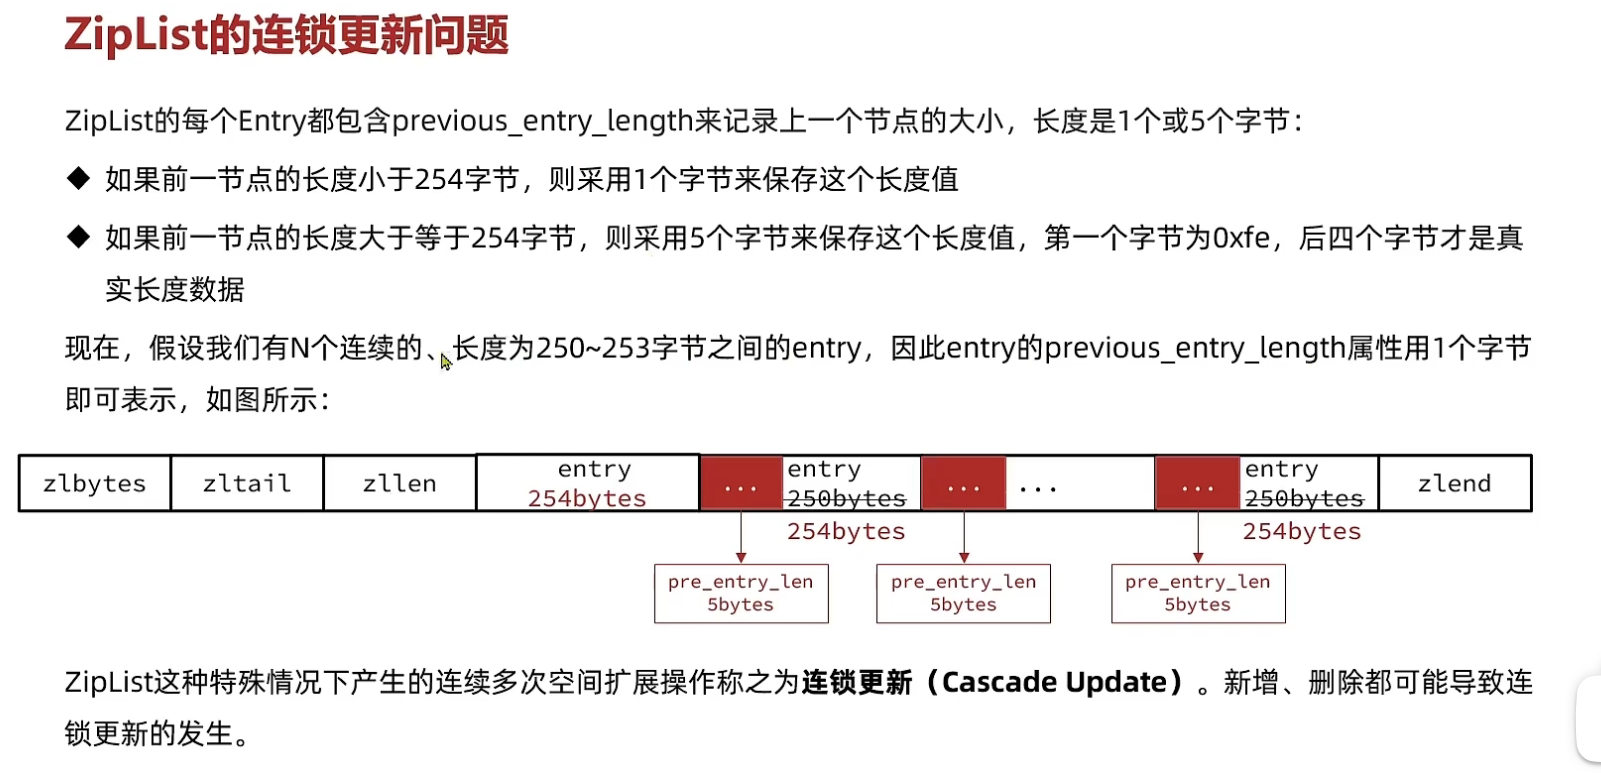 ZipList的连锁更新问题
ZipList的每个Entry都包含previous_entry_length来记录上一个节点的大小，长度是1个或5个字节：
◆ 如果前一节点的长度小于254字节，则采用1个字节来保存这个长度值
◆ 如果前一节点的长度大于等于254字节，则采用5个字节来保存这个长度值，第一个字节为0xfe，后四个字节才是真
实长度数据
现在，假设我们有N个连续的、长度为250~253字节之间的entry，因此entry的previous_entry_length属性用1个字节
即可表示，如图所示：
zlbytes zltail zllen entry ... entry ... ... ... entry zlend
254bytes 250bytes 250bytes
254bytes 254bytes
pre_entry_len pre_entry_len pre_entry_len
5bytes 5bytes 5bytes
ZipList这种特殊情况下产生的连续多次空间扩展操作称之为连锁更新（Cascade Update）。新增、删除都可能导致连
锁更新的发生。